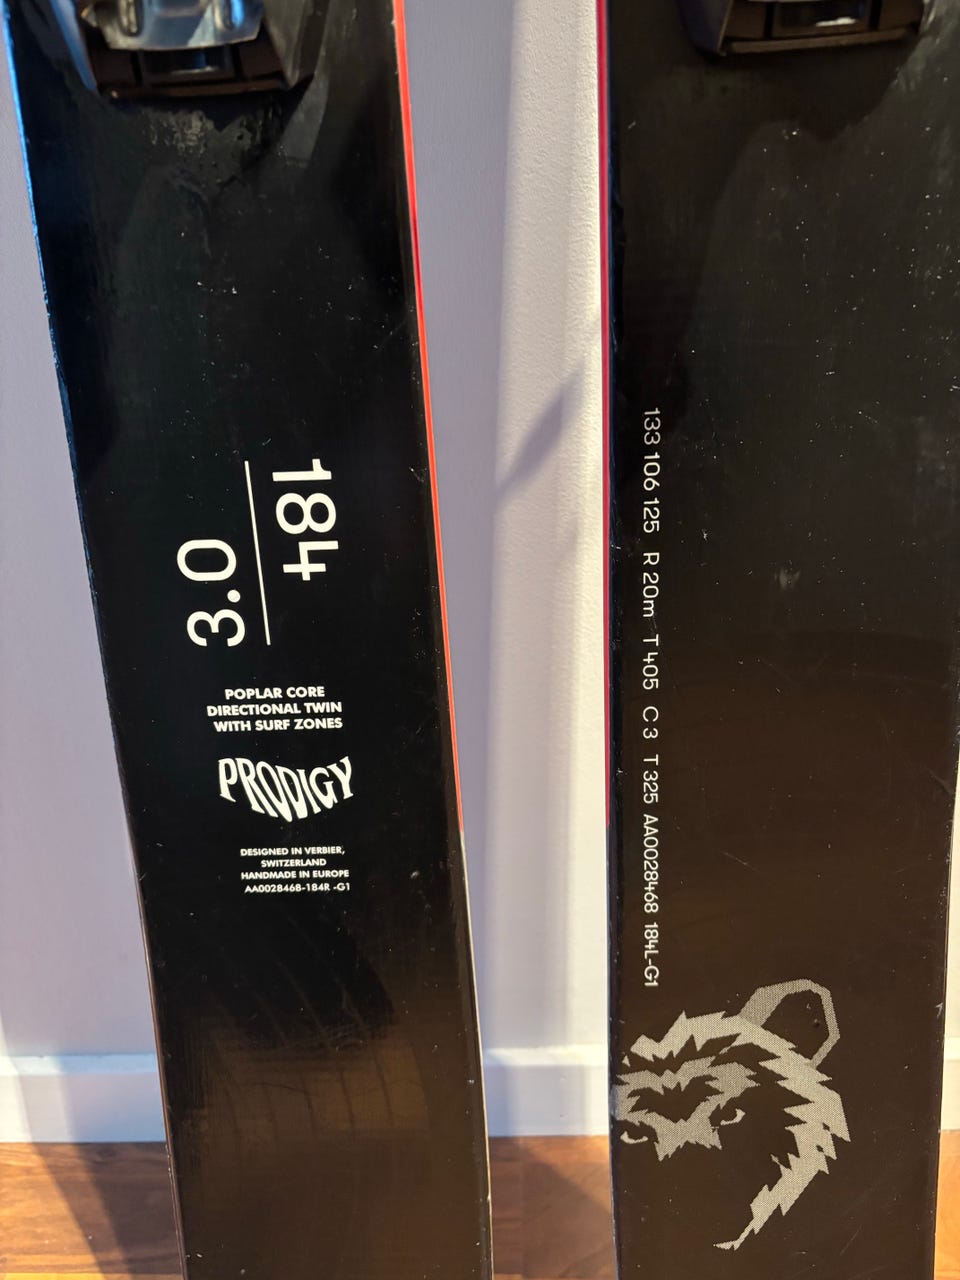 184
3.0
POPLAR CORE
DIRECTIONAL TWIN
WITH SURF ZONES
PRODIGY
DESIGNED IN VERBIER,
SWITZERLAND
HANDMADE IN EUROPE
AA0028468-184R -G1
133 106 125 R 20m T 405 C 3 T 325 AA0028468 184L-G1